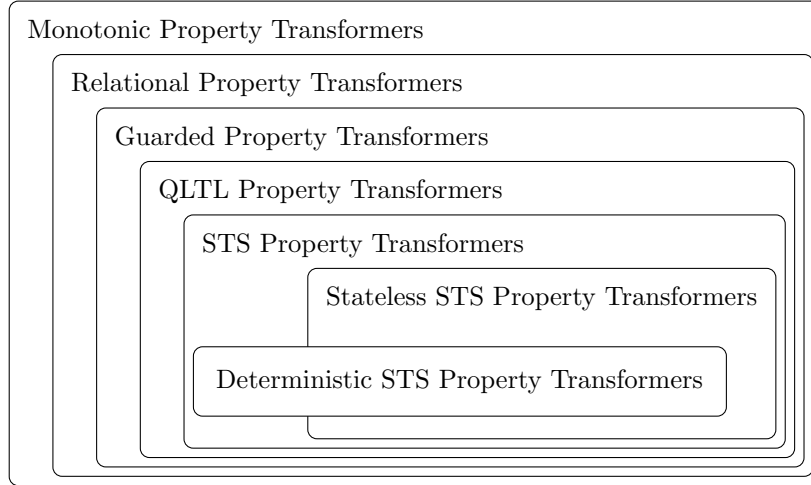 Monotonic Property Transformers
Relational Property Transformers
Guarded Property Transformers
QLTL Property Transformers
STS Property Transformers
Stateless STS Property Transformers
Deterministic STS Property Transformers